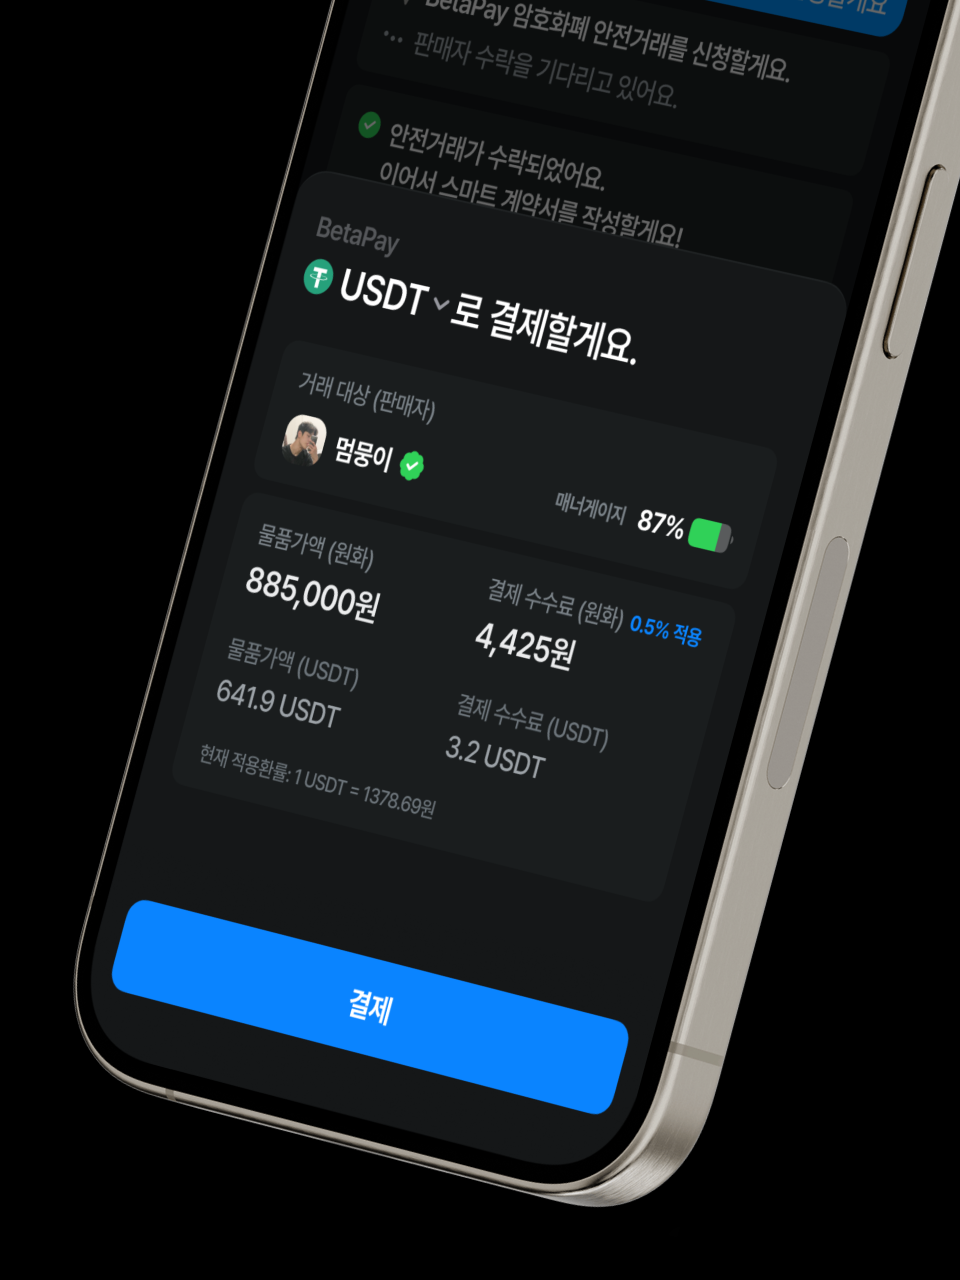 할게요
BetaPay 암호화폐 안전거래를 신청할게요.
판매자 수락을 기다리고 있어요.
안전거래가 수락되었어요.
이어서 스마트 계약서를 작성할게요!
BetaPay
USDT 로 결제할게요.
거래 대상 (판매자)
멈뭉이
매너게이지 87%
물품가액 (원화)
885,000원
결제 수수료 (원화) 0.5% 적용
4,425원
물품가액 (USDT)
641.9 USDT
결제 수수료 (USDT)
3.2 USDT
현재 적용환율: 1 USDT = 1378.69원
결제